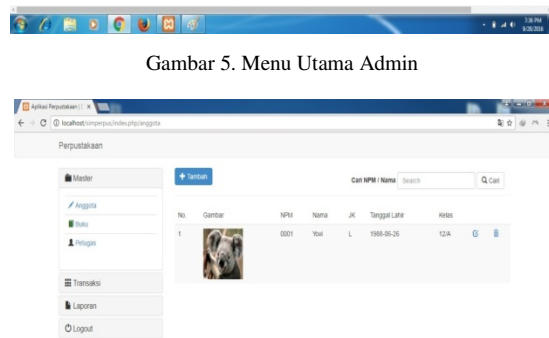 3:36 PM
9/28/2016
Gambar 5. Menu Utama Admin
Aplikasi Perpustakaan | 
localhost/simperpus/index.php/anggota
Perpustakaan
Master
Anggota
Buku
Petugas
Transaksi
Laporan
Logout
Tambah
Cari NPM / Nama
Search
Cari
No. Gambar NPM Nama JK Tanggal Lahir Kelas
1 0001 Yovi L 1988-06-26 12/A